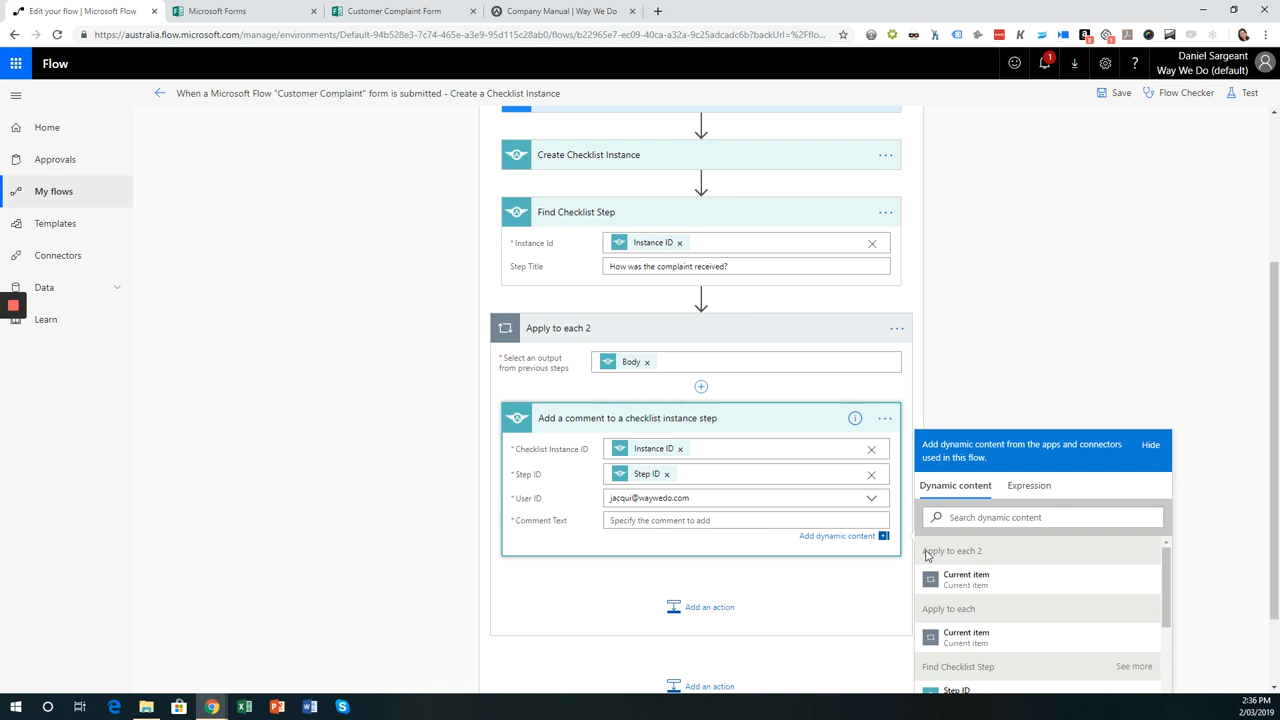 Edit your flow | Microsoft Flow
Microsoft Forms
Customer Complaint Form
Company Manual | Way We Do
https://australia.flow.microsoft.com/manage/environments/Default-94b528e3-7c74-465e-a3e9-95d115c28ab0/flows/b22965e7-ec09-40ca-a32a-9c25adcada5b?backUrl=%2Fflo...
Flow
1
Daniel Sargeant
Way We Do (default)
When a Microsoft Flow "Customer Complaint" form is submitted - Create a Checklist Instance
Save
Flow Checker
Test
Home
Approvals
My flows
Templates
Connectors
Data
Learn
Create Checklist Instance
Find Checklist Step
* Instance Id
Instance ID
Step Title
How was the complaint received?
Apply to each 2
* Select an output
from previous steps
Body
Add a comment to a checklist instance step
* Checklist Instance ID
Instance ID
* Step ID
Step ID
* User ID
jacqui@waywedo.com
* Comment Text
Specify the comment to add
Add dynamic content
Add an action
Add an action
Add dynamic content from the apps and connectors
used in this flow.
Hide
Dynamic content
Expression
Search dynamic content
Apply to each 2
Current item
Current item
Apply to each
Current item
Current item
Find Checklist Step
See more
Step ID
2:36 PM
2/03/2019